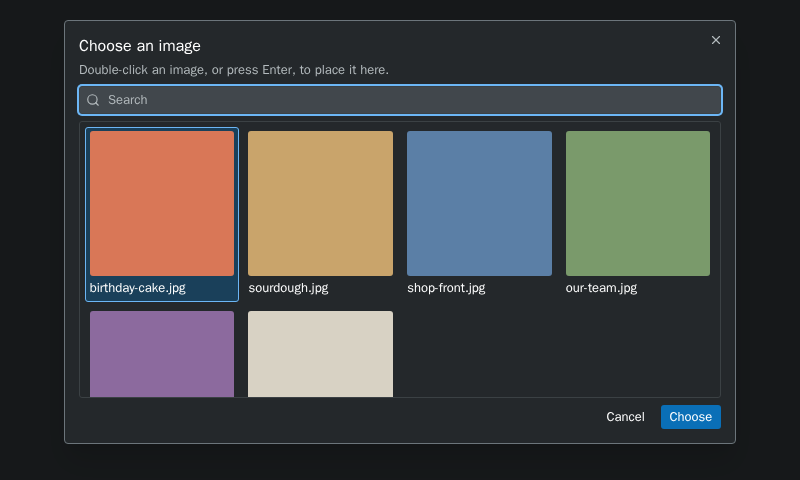 Choose an image
Double-click an image, or press Enter, to place it here.
Search
birthday-cake.jpg
sourdough.jpg
shop-front.jpg
our-team.jpg
Cancel
Choose